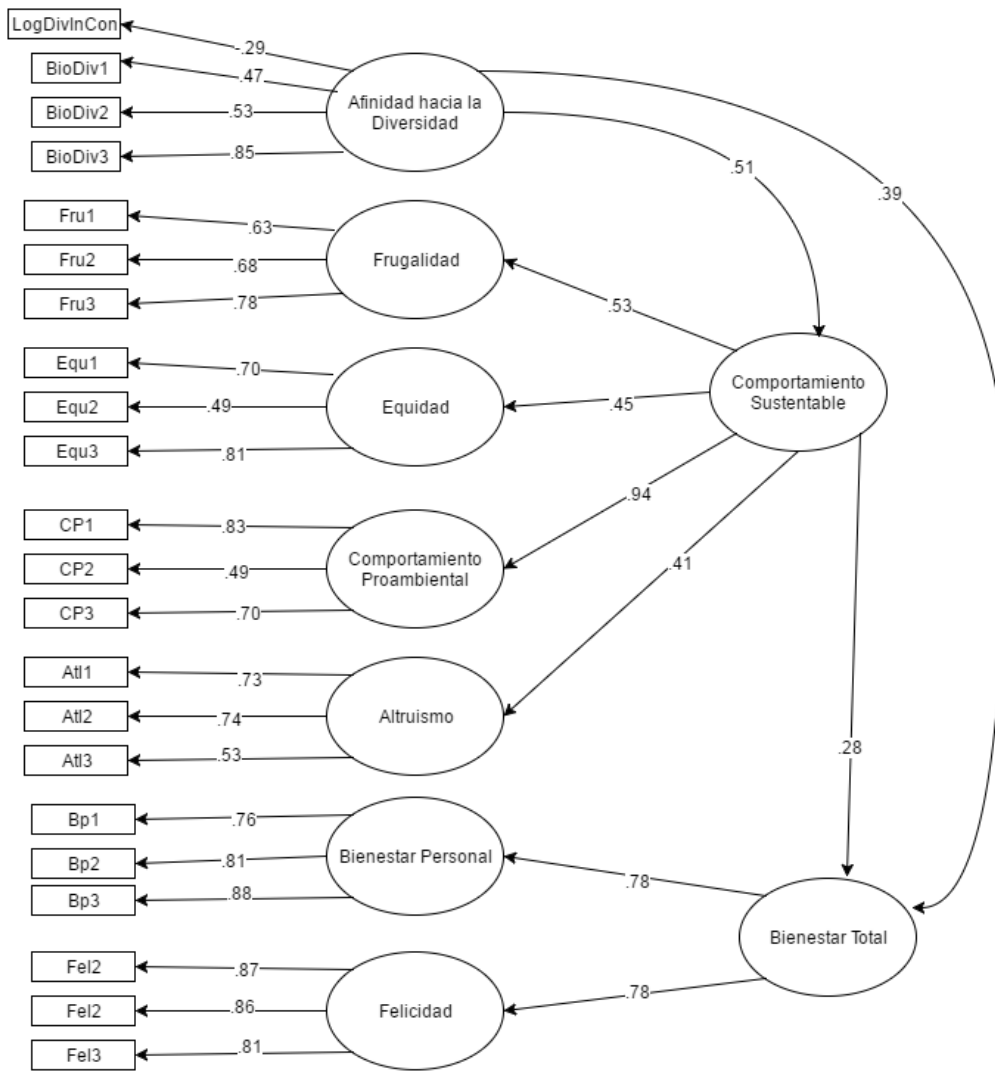 LogDivInCon
-.29
BioDiv1
.47
BioDiv2
.53
BioDiv3
.85
Afinidad hacia la
Diversidad
.51
.39
Fru1
.63
Fru2
.68
Fru3
.78
Frugalidad
.53
Equ1
.70
Equ2
.49
Equ3
.81
Equidad
.45
Comportamiento
Sustentable
CP1
.83
CP2
.49
CP3
.70
Comportamiento
Proambiental
.94
.41
Atl1
.73
Atl2
.74
Atl3
.53
Altruismo
.28
Bp1
.76
Bp2
.81
Bp3
.88
Bienestar Personal
.78
Bienestar Total
Fel2
.87
Fel2
.86
Fel3
.81
Felicidad
.78